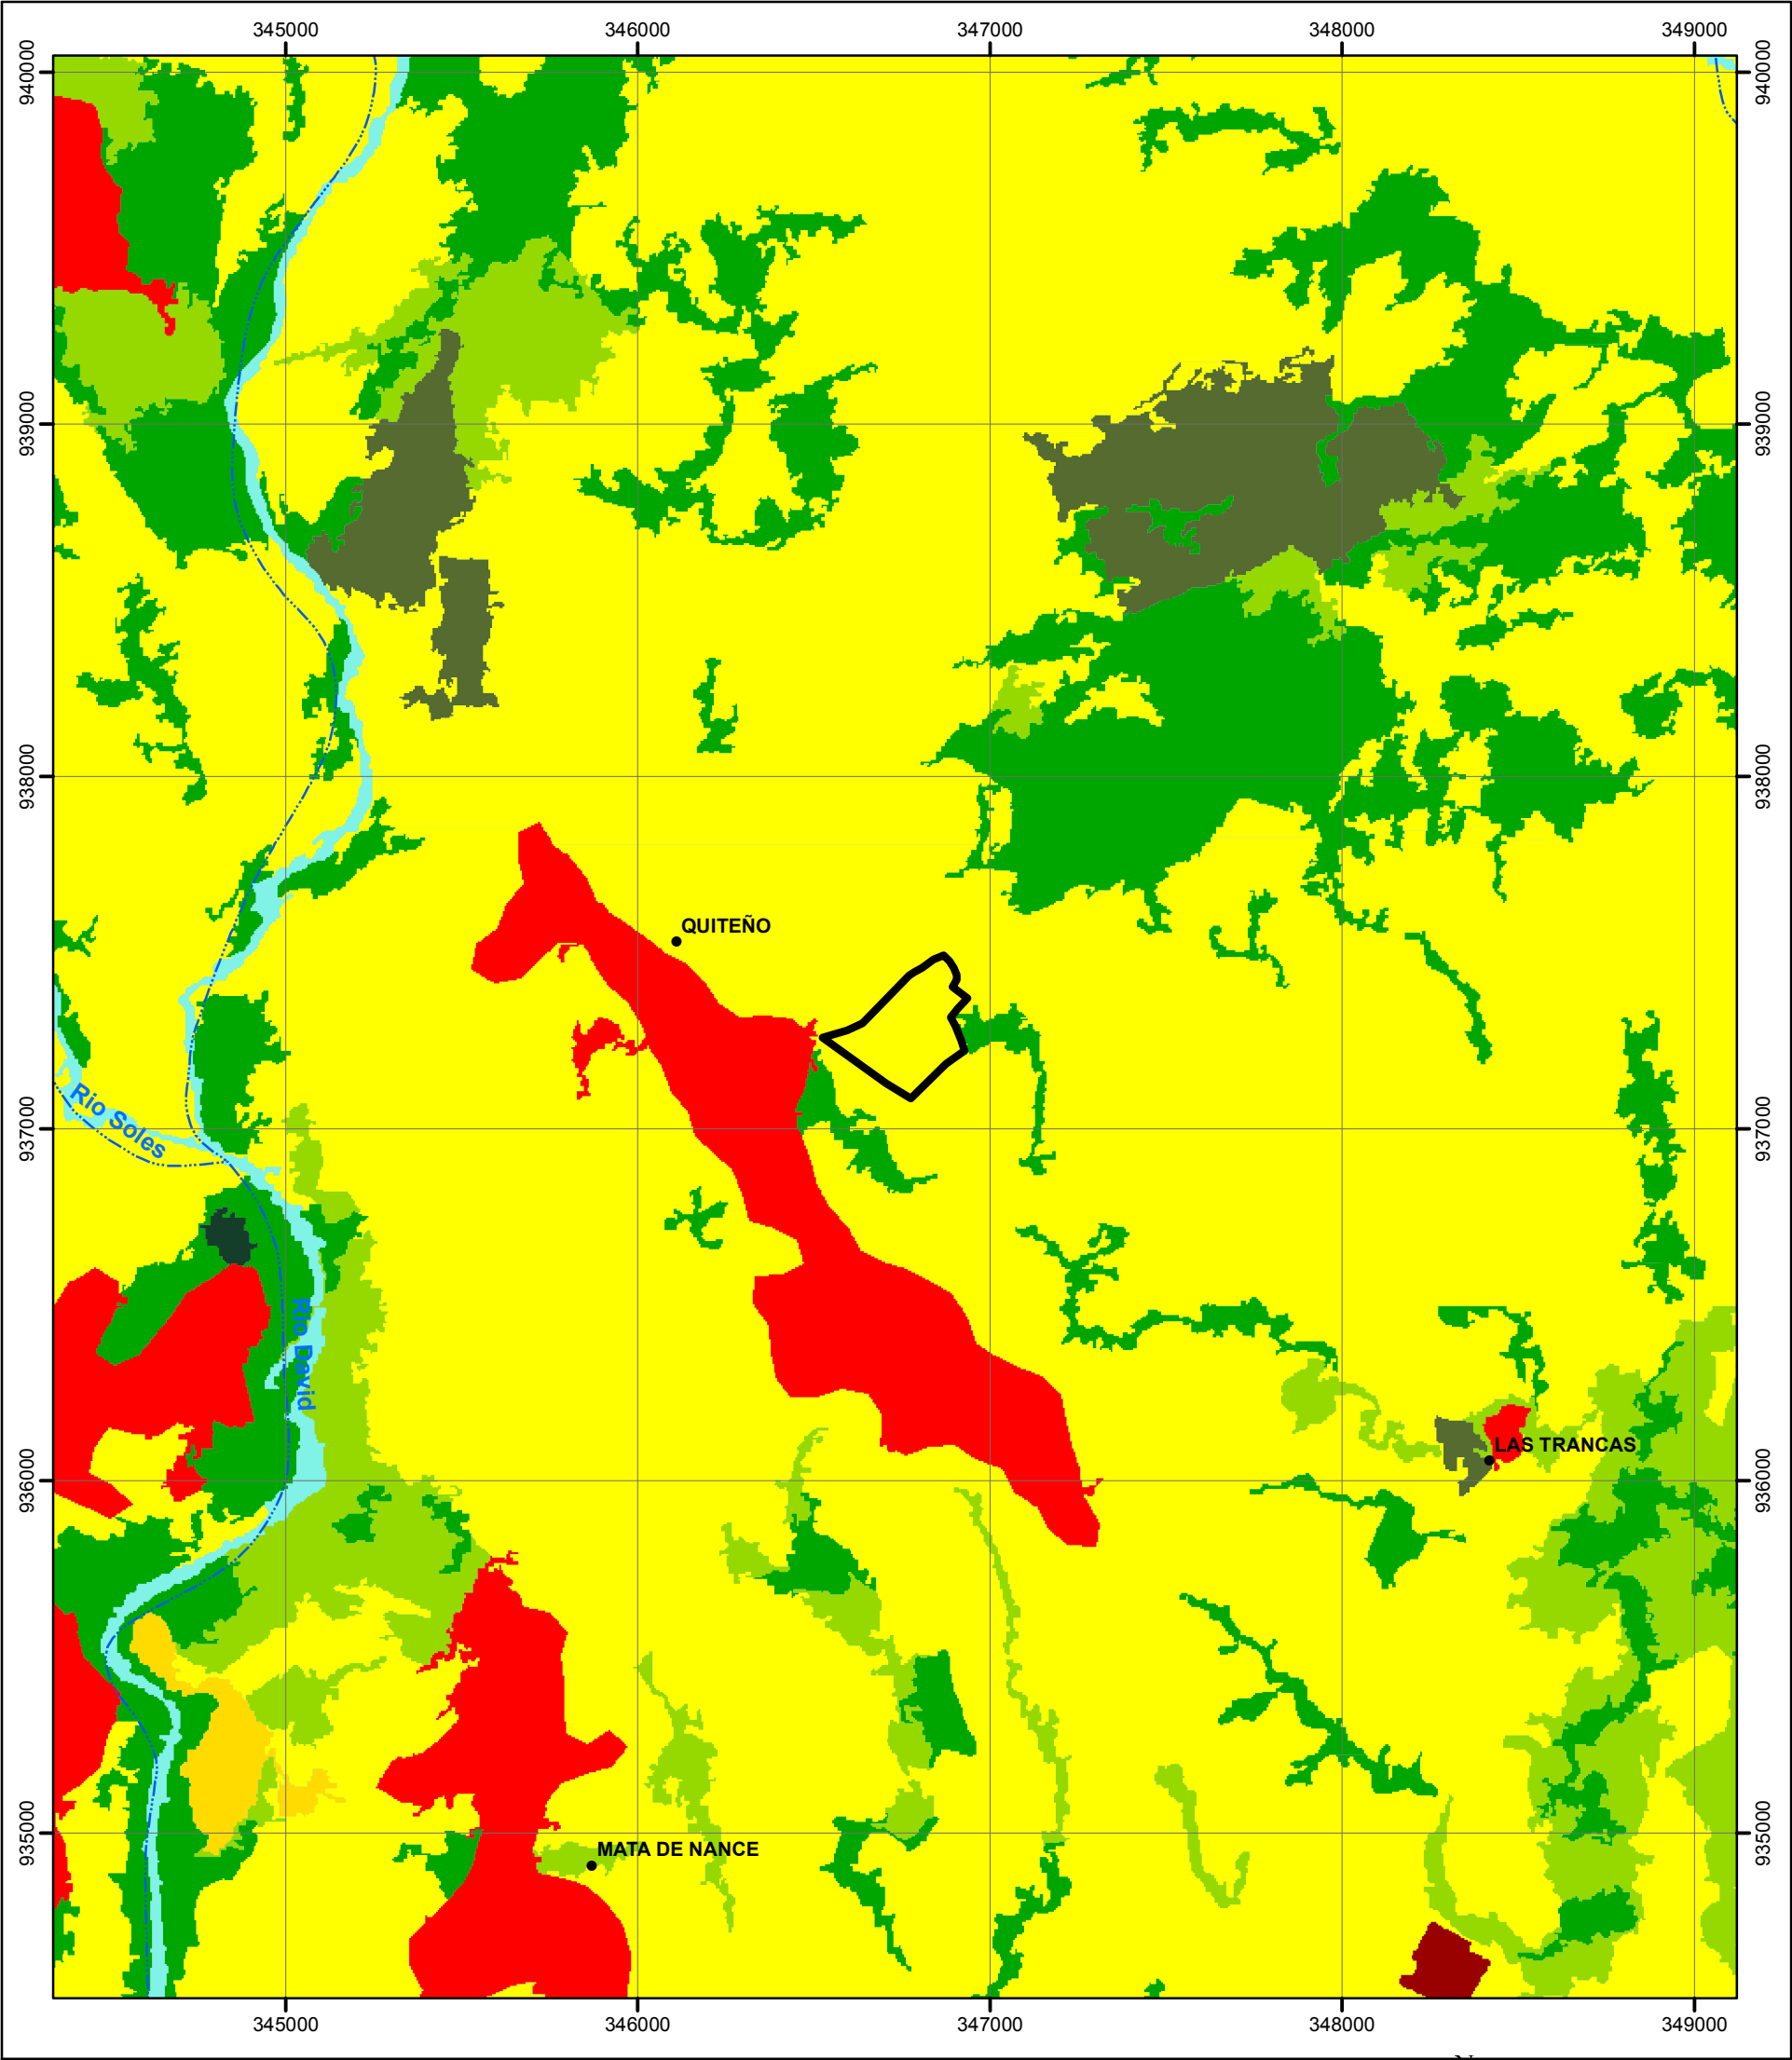 345000 346000 347000 348000 349000
940000 940000
939000 939000
938000 938000
QUITEÑO
937000 937000
Rio Soles
Rio David
LAS TRANCAS
936000 936000
935000 935000
MATA DE NANCE
345000 346000 347000 348000 349000